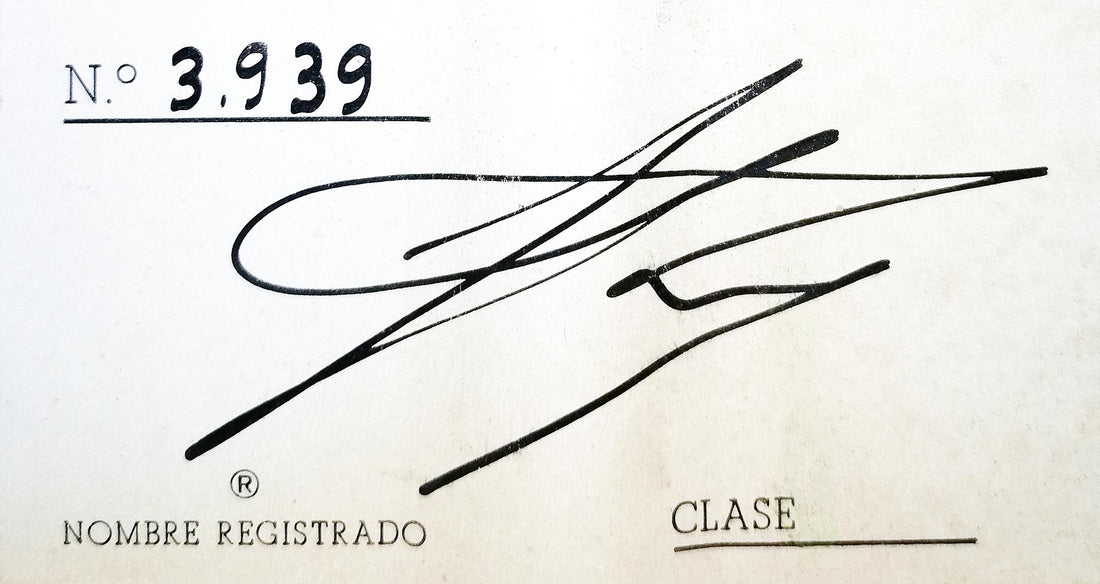 N.º 3.939
®
NOMBRE REGISTRADO
CLASE